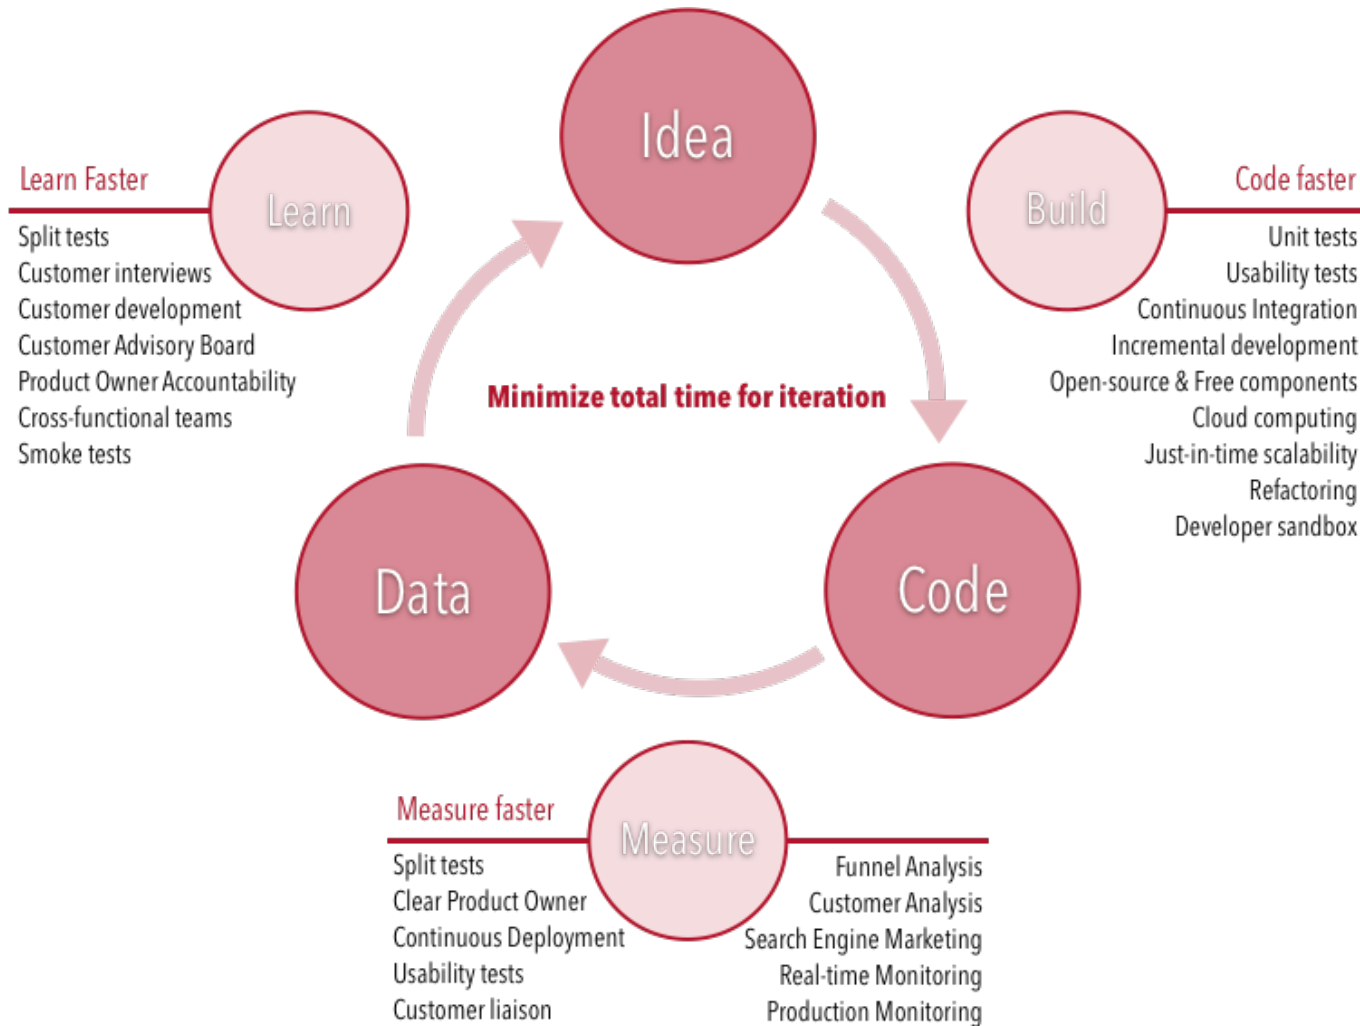 Idea
Learn Faster
Learn
Split tests
Customer interviews
Customer development
Customer Advisory Board
Product Owner Accountability
Cross-functional teams
Smoke tests
Build
Code faster
Unit tests
Usability tests
Continuous Integration
Incremental development
Open-source & Free components
Cloud computing
Just-in-time scalability
Refactoring
Developer sandbox
Minimize total time for iteration
Data
Code
Measure faster
Measure
Split tests
Clear Product Owner
Continuous Deployment
Usability tests
Customer liaison
Funnel Analysis
Customer Analysis
Search Engine Marketing
Real-time Monitoring
Production Monitoring